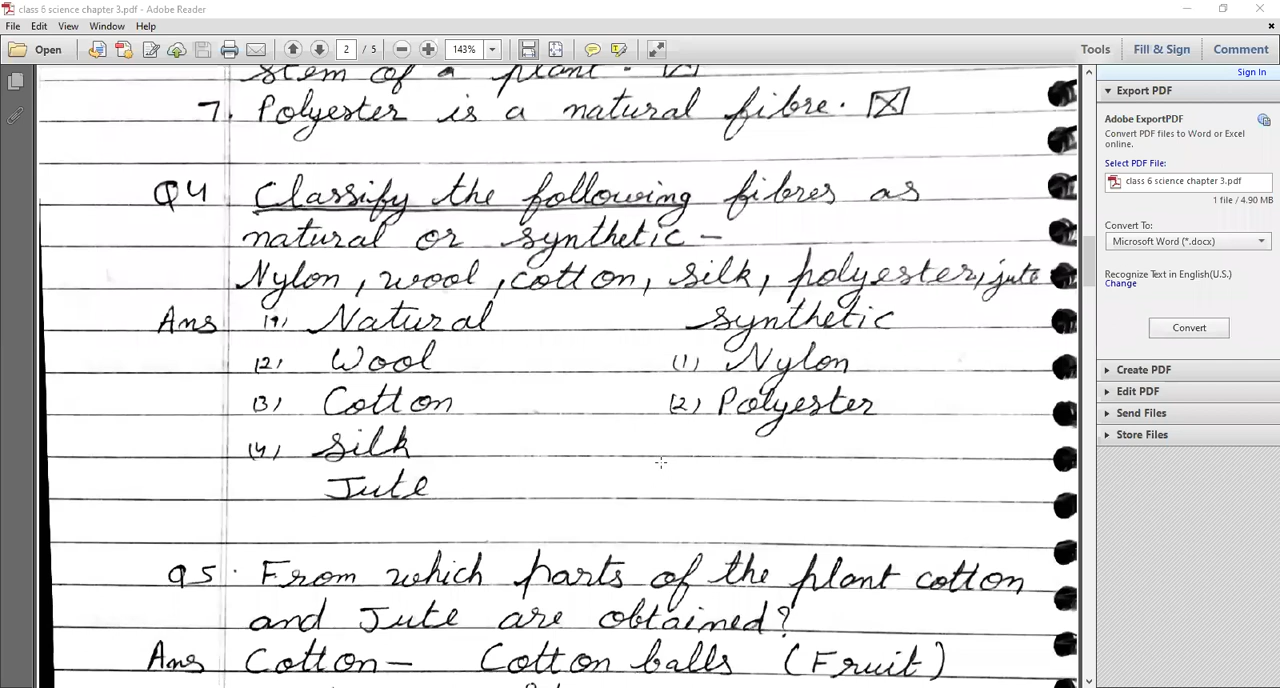 class 6 science chapter 3.pdf - Adobe Reader
File Edit View Window Help
Open 2 / 5 143% Tools Fill & Sign Comment
Sign In
Export PDF
Adobe ExportPDF
Convert PDF files to Word or Excel
online.
Select PDF File:
class 6 science chapter 3.pdf
1 file / 4.90 MB
Convert To:
Microsoft Word (*.docx)
Recognize Text in English(U.S.)
Change
Convert
Create PDF
Edit PDF
Send Files
Store Files
stem of a plant.
7. Polyester is a natural fibre. ☒
Q4 Classify the following fibres as
natural or synthetic -
Nylon, wool, cotton, silk, polyester, jute
Ans (1) Natural synthetic
(2) Wool (1) Nylon
(3) Cotton (2) Polyester
(4) Silk
Jute
Q5. From which parts of the plant cotton
and Jute are obtained?
Ans Cotton - Cotton balls (Fruit)